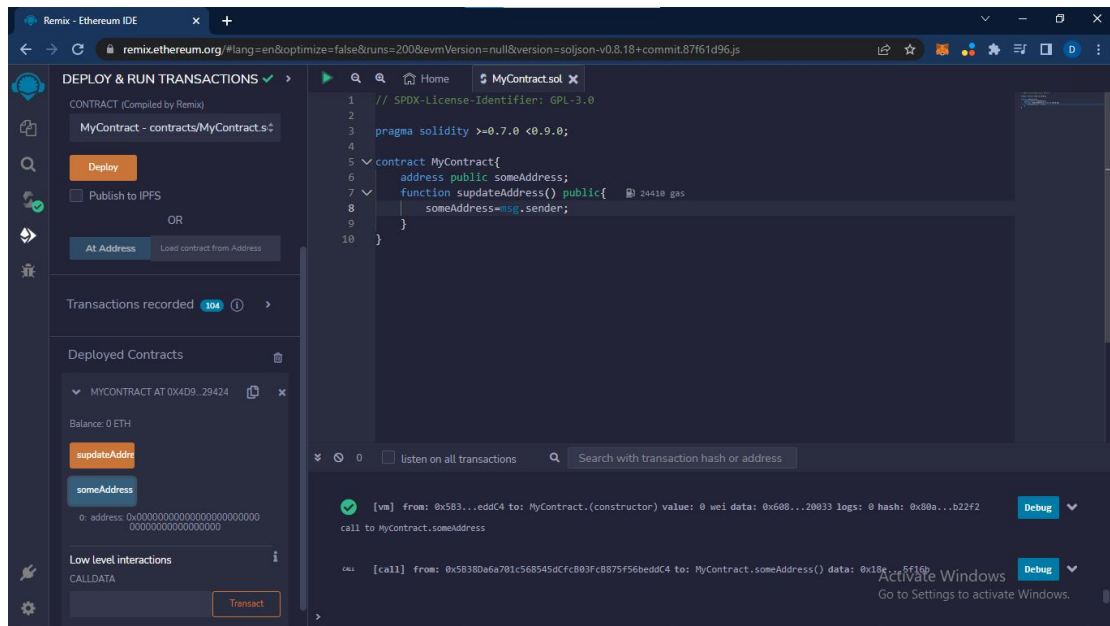 Remix - Ethereum IDE
remix.ethereum.org/#lang=en&optimize=false&runs=200&evmVersion=null&version=soljson-v0.8.18+commit.87f61d96.js
D
DEPLOY & RUN TRANSACTIONS
CONTRACT (Compiled by Remix)
MyContract - contracts/MyContract.s
Deploy
Publish to IPFS
OR
At Address Load contract from Address
Transactions recorded 104 i
Deployed Contracts
MYCONTRACT AT 0X4D9...29424
Balance: 0 ETH
supdateAddre
someAddress
0: address: 0x0000000000000000000000000000000000000000
Low level interactions i
CALLDATA
Transact
Home
MyContract.sol
1 // SPDX-License-Identifier: GPL-3.0
2
3 pragma solidity >=0.7.0 <0.9.0;
4
5 contract MyContract{
6 address public someAddress;
7 function supdateAddress() public{ 24410 gas
8 someAddress=msg.sender;
9 }
10 }
0 listen on all transactions Search with transaction hash or address
[vm] from: 0x5B3...eddC4 to: MyContract.(constructor) value: 0 wei data: 0x608...20033 logs: 0 hash: 0x80a...b22f2 Debug
call to MyContract.someAddress
CALL [call] from: 0x5B38Da6a701c568545dCfcB03FcB875f56beddC4 to: MyContract.someAddress() data: 0x18e...5f16b Debug
>
Activate Windows
Go to Settings to activate Windows.